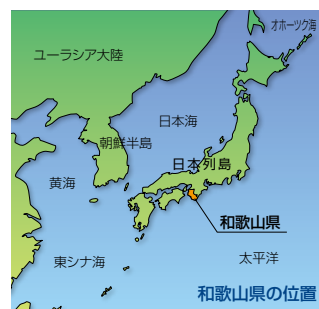 オホーツク海
ユーラシア大陸
日本海
朝鮮半島
日本列島
黄海
和歌山県
太平洋
東シナ海
和歌山県の位置